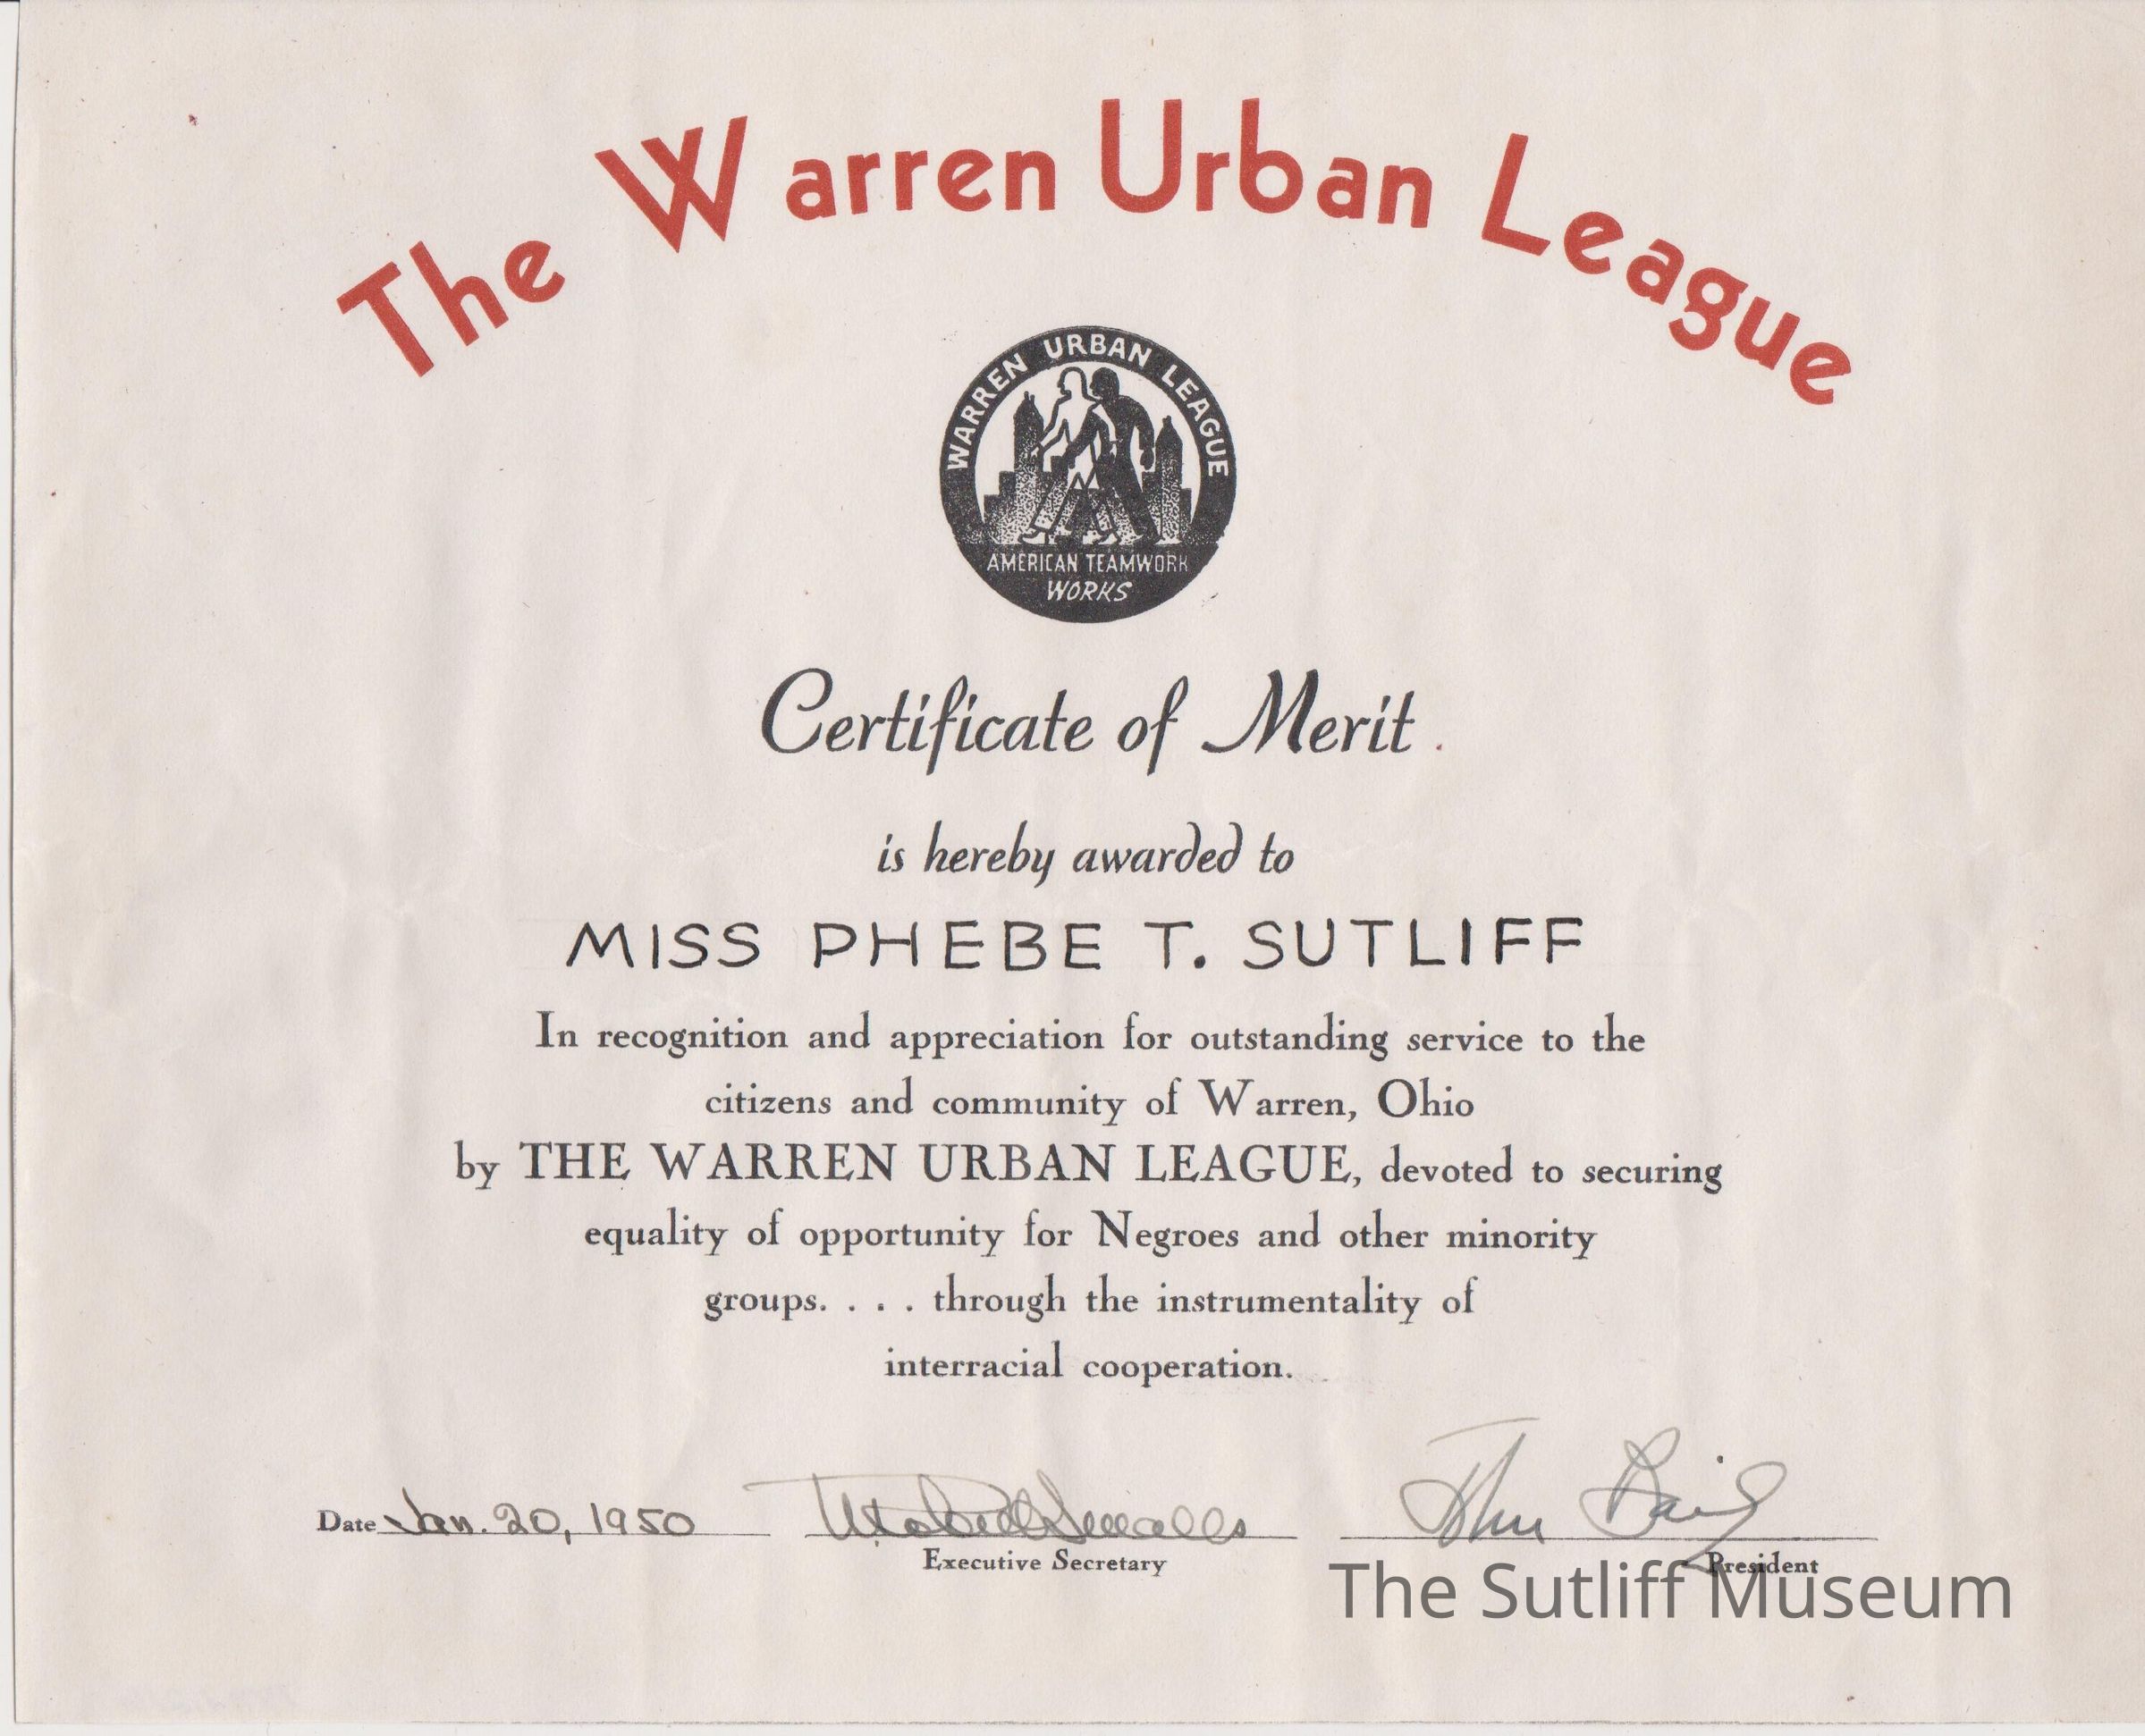 The Warren Urban League
WARREN URBAN LEAGUE
AMERICAN TEAMWORK
WORKS
Certificate of Merit
is hereby awarded to
MISS PHEBE T. SUTLIFF
In recognition and appreciation for outstanding service to the
citizens and community of Warren, Ohio
by THE WARREN URBAN LEAGUE, devoted to securing
equality of opportunity for Negroes and other minority
groups. . . . through the instrumentality of
interracial cooperation.
Date Jan. 20, 1950 John
Executive Secretary President
The Sutliff Museum